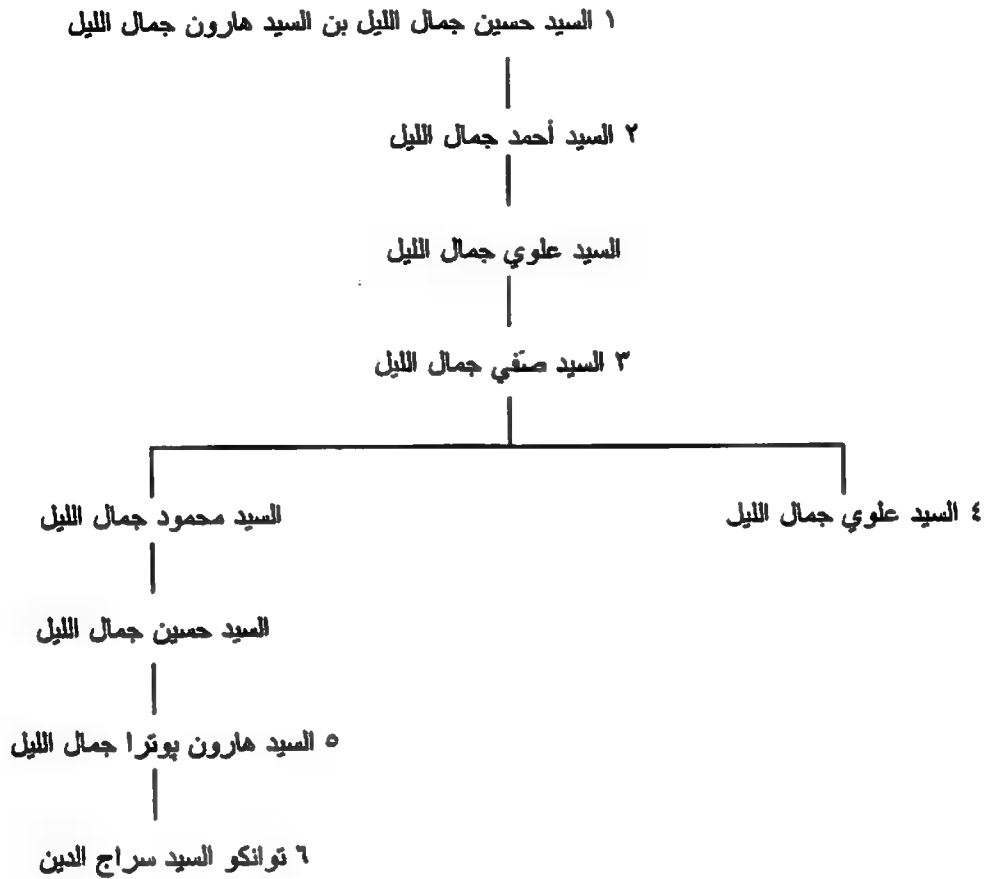 ١ السيد حسين جمال الليل بن السيد هارون جمال الليل
٢ السيد أحمد جمال الليل
السيد علوي جمال الليل
٣ السيد صَفي جمال الليل
٤ السيد علوي جمال الليل
السيد محمود جمال الليل
السيد حسين جمال الليل
٥ السيد هارون پوترا جمال الليل
٦ توانكو السيد سراج الدين